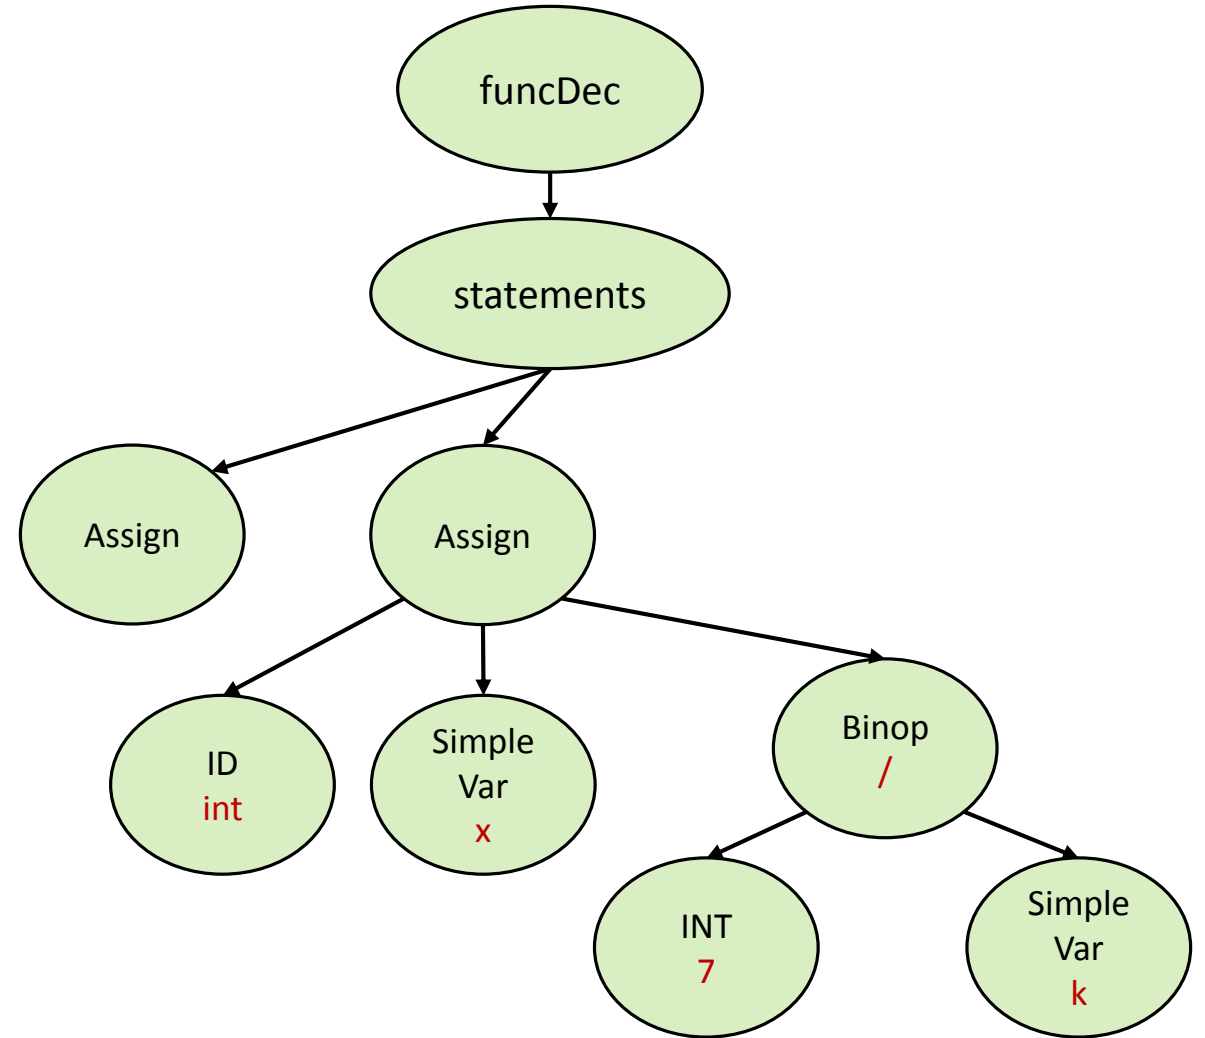 funcDec
statements
Assign
Assign
ID
int
Simple
Var
x
Binop
/
INT
7
Simple
Var
k